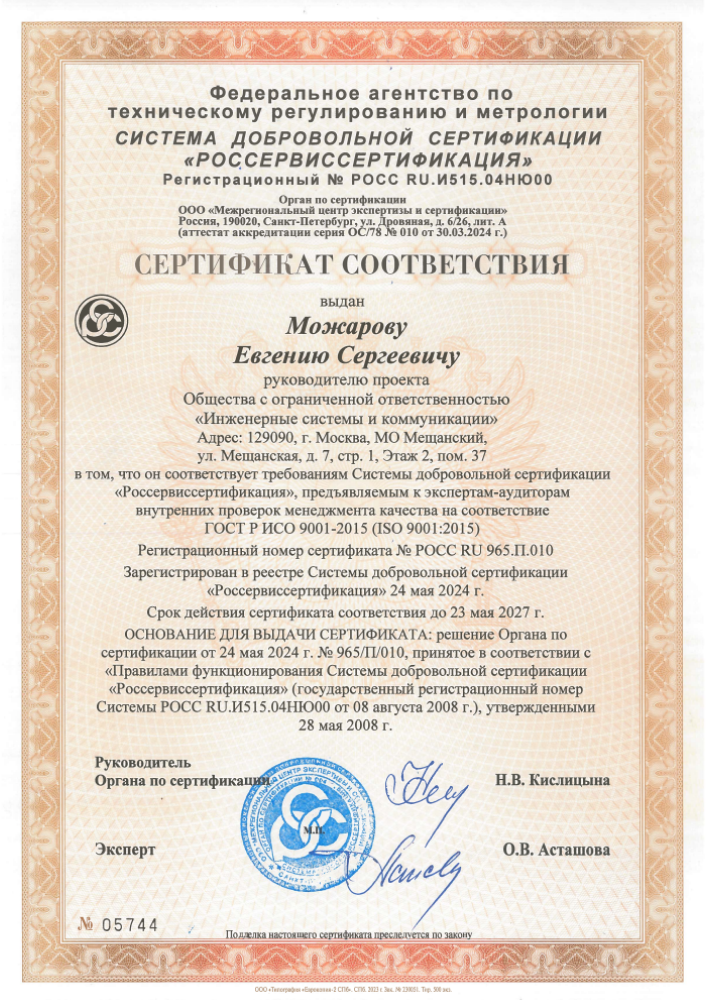 Федеральное агентство по
техническому регулированию и метрологии
СИСТЕМА ДОБРОВОЛЬНОЙ СЕРТИФИКАЦИИ
«РОССЕРВИССЕРТИФИКАЦИЯ»
Регистрационный № РОСС RU.И515.04НЮ00
Орган по сертификации
ООО «Межрегиональный центр экспертизы и сертификации»
Россия, 190020, Санкт-Петербург, ул. Дровяная, д. 6/26, лит. А
(аттестат аккредитации серия ОС/78 № 010 от 30.03.2024 г.)
СЕРТИФИКАТ СООТВЕТСТВИЯ
выдан
Можарову
Евгению Сергеевичу
руководителю проекта
Общества с ограниченной ответственностью
«Инженерные системы и коммуникации»
Адрес: 129090, г. Москва, МО Мещанский,
ул. Мещанская, д. 7, стр. 1, Этаж 2, пом. 37
в том, что он соответствует требованиям Системы добровольной сертификации
«Россервиссертификация», предъявляемым к экспертам-аудиторам
внутренних проверок менеджмента качества на соответствие
ГОСТ Р ИСО 9001-2015 (ISO 9001:2015)
Регистрационный номер сертификата № РОСС RU 965.П.010
Зарегистрирован в реестре Системы добровольной сертификации
«Россервиссертификация» 24 мая 2024 г.
Срок действия сертификата соответствия до 23 мая 2027 г.
ОСНОВАНИЕ ДЛЯ ВЫДАЧИ СЕРТИФИКАТА: решение Органа по
сертификации от 24 мая 2024 г. № 965/П/010, принятое в соответствии с
«Правилами функционирования Системы добровольной сертификации
«Россервиссертификация» (государственный регистрационный номер
Системы РОСС RU.И515.04НЮ00 от 08 августа 2008 г.), утвержденными
28 мая 2008 г.
Руководитель
Органа по сертификации
Н.В. Кислицына
м.п.
Эксперт
О.В. Асташова
№ 05744
Подделка настоящего сертификата преследуется по закону